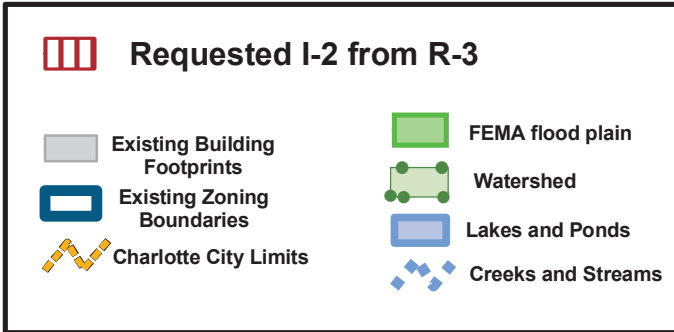 Requested I-2 from R-3
Existing Building
Footprints
Existing Zoning
Boundaries
Charlotte City Limits
FEMA flood plain
Watershed
Lakes and Ponds
Creeks and Streams